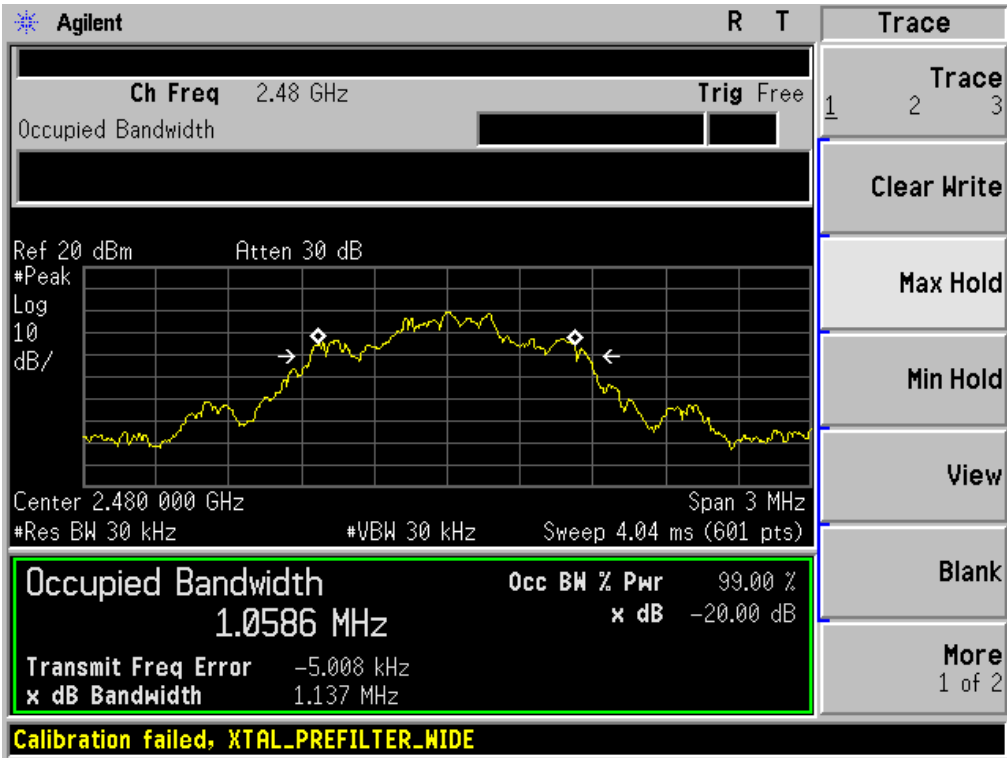 Agilent R T
Ch Freq 2.48 GHz Trig Free
Occupied Bandwidth
Ref 20 dBm Atten 30 dB
#Peak
Log
10
dB/
Center 2.480 000 GHz Span 3 MHz
#Res BW 30 kHz #VBW 30 kHz Sweep 4.04 ms (601 pts)
Occupied Bandwidth
1.0586 MHz
Occ BW % Pwr 99.00 %
x dB -20.00 dB
Transmit Freq Error -5.008 kHz
x dB Bandwidth 1.137 MHz
Calibration failed, XTAL_PREFILTER_WIDE
Trace
Trace
1 2 3
Clear Write
Max Hold
Min Hold
View
Blank
More
1 of 2